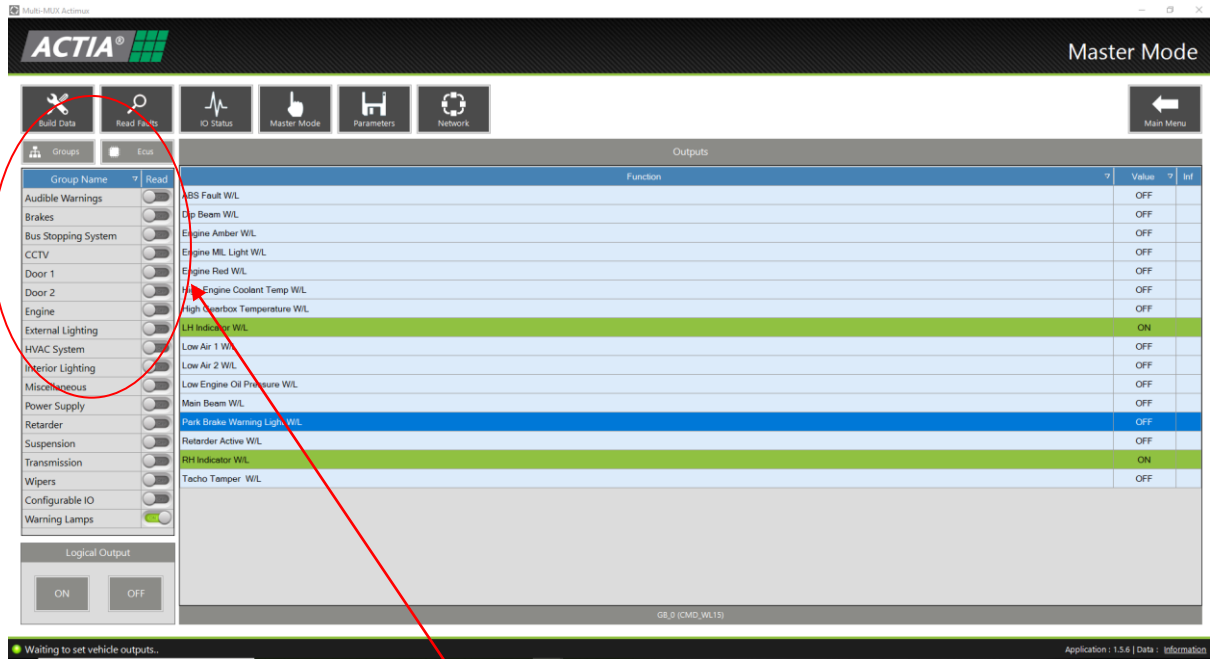 Multi-MUX Actimux
ACTIA®
Master Mode
Build Data
Read Faults
IO Status
Master Mode
Parameters
Network
Main Menu
Groups
Ecus
Outputs
Group Name ? Read
Function ? Value ? Inf
Audible Warnings
Brakes
Bus Stopping System
CCTV
Door 1
Door 2
Engine
External Lighting
HVAC System
Interior Lighting
Miscellaneous
Power Supply
Retarder
Suspension
Transmission
Wipers
Configurable IO
Warning Lamps
ABS Fault W/L OFF
Dip Beam W/L OFF
Engine Amber W/L OFF
Engine MIL Light W/L OFF
Engine Red W/L OFF
High Engine Coolant Temp W/L OFF
High Gearbox Temperature W/L OFF
LH Indicator W/L ON
Low Air 1 W/L OFF
Low Air 2 W/L OFF
Low Engine Oil Pressure W/L OFF
Main Beam W/L OFF
Park Brake Warning Light W/L OFF
Retarder Active W/L OFF
RH Indicator W/L ON
Tacho Tamper W/L OFF
Logical Output
ON
OFF
GB_0 (CMD_WL15)
Waiting to set vehicle outputs..
Application : 1.5.6 | Data : Information